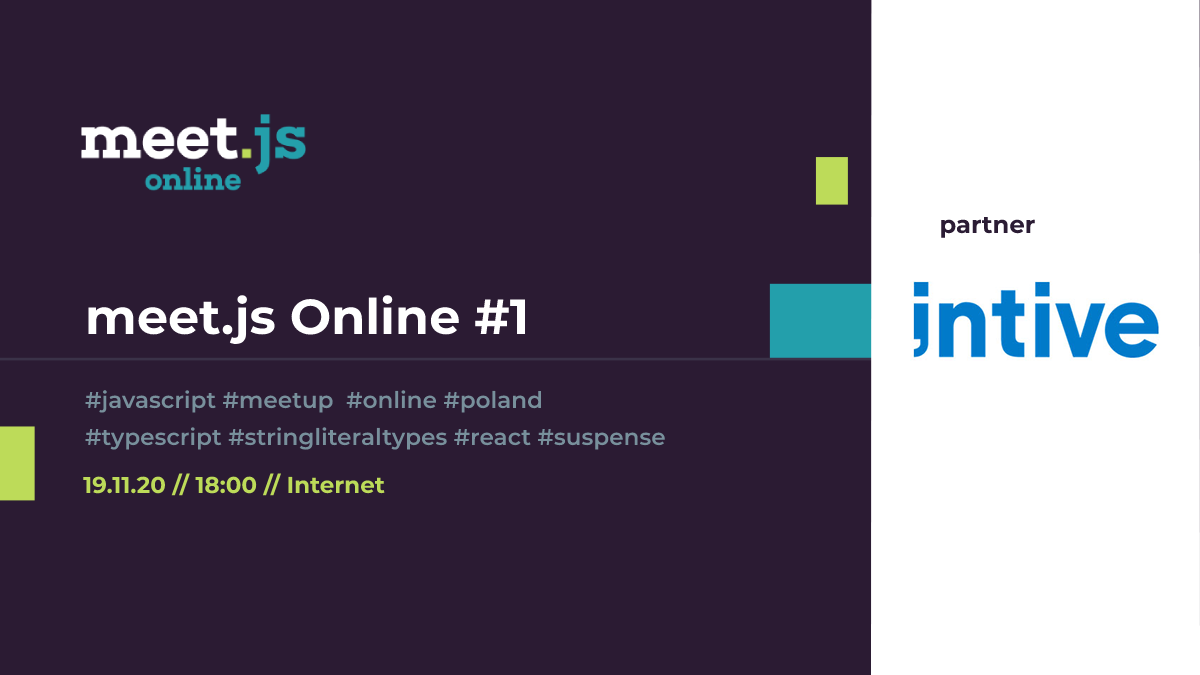 meet.js
online
meet.js Online #1
#javascript #meetup #online #poland
#typescript #stringliteraltypes #react #suspense
19.11.20 // 18:00 // Internet
partner
intive